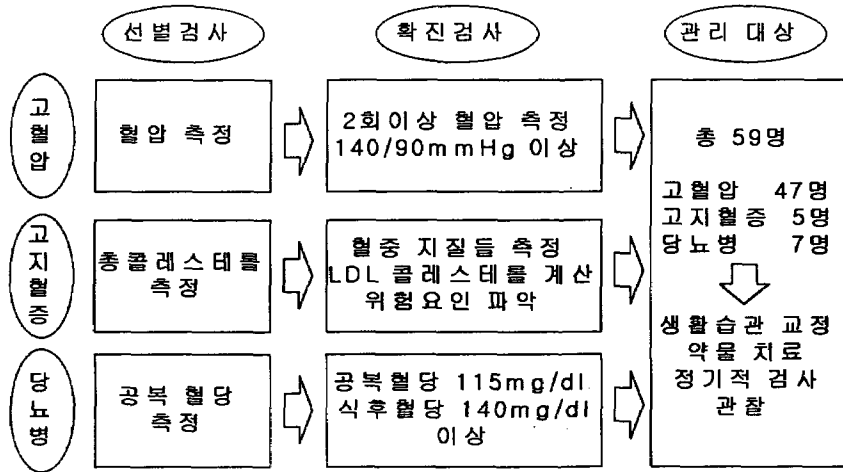 선별검사
확진검사
관리 대상
고혈압
혈압 측정
2회이상 혈압 측정
140/90mmHg 이상
총 59명
고혈압 47명
고지혈증 5명
당뇨병 7명
고지혈증
총콜레스테롤
측정
혈중 지질들 측정
LDL 콜레스테롤 계산
위험요인 파악
생활습관 교정
약물 치료
정기적 검사
관찰
당뇨병
공복 혈당
측정
공복혈당 115mg/dl
식후혈당 140mg/dl
이상